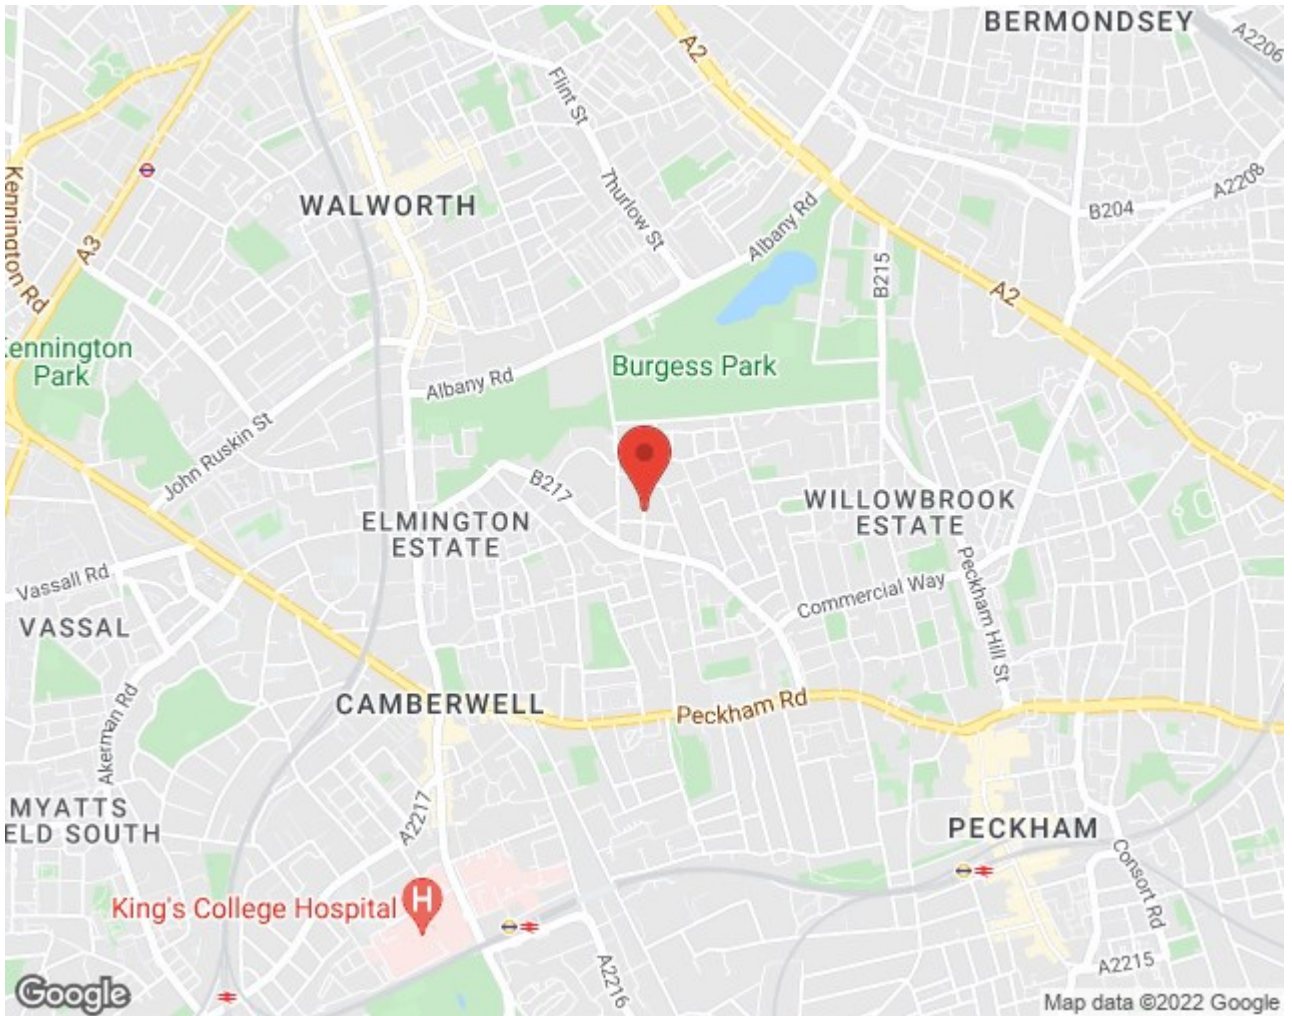 BERMONDSEY
A2206
A2
Flint St
Kennington Rd
WALWORTH
Thurlow St
Albany Rd
A2208
B204
A3
B215
A2
ennington
Park
Burgess Park
Albany Rd
John Ruskin St
B217
ELMINGTON
ESTATE
WILLOWBROOK
ESTATE
Vassall Rd
Peckham Hill St
Commercial Way
VASSAL
Akerman Rd
CAMBERWELL
Peckham Rd
MYATTS
ELD SOUTH
A2217
PECKHAM
Consort Rd
King's College Hospital
H
A2216
A2215
Google
Map data ©2022 Google